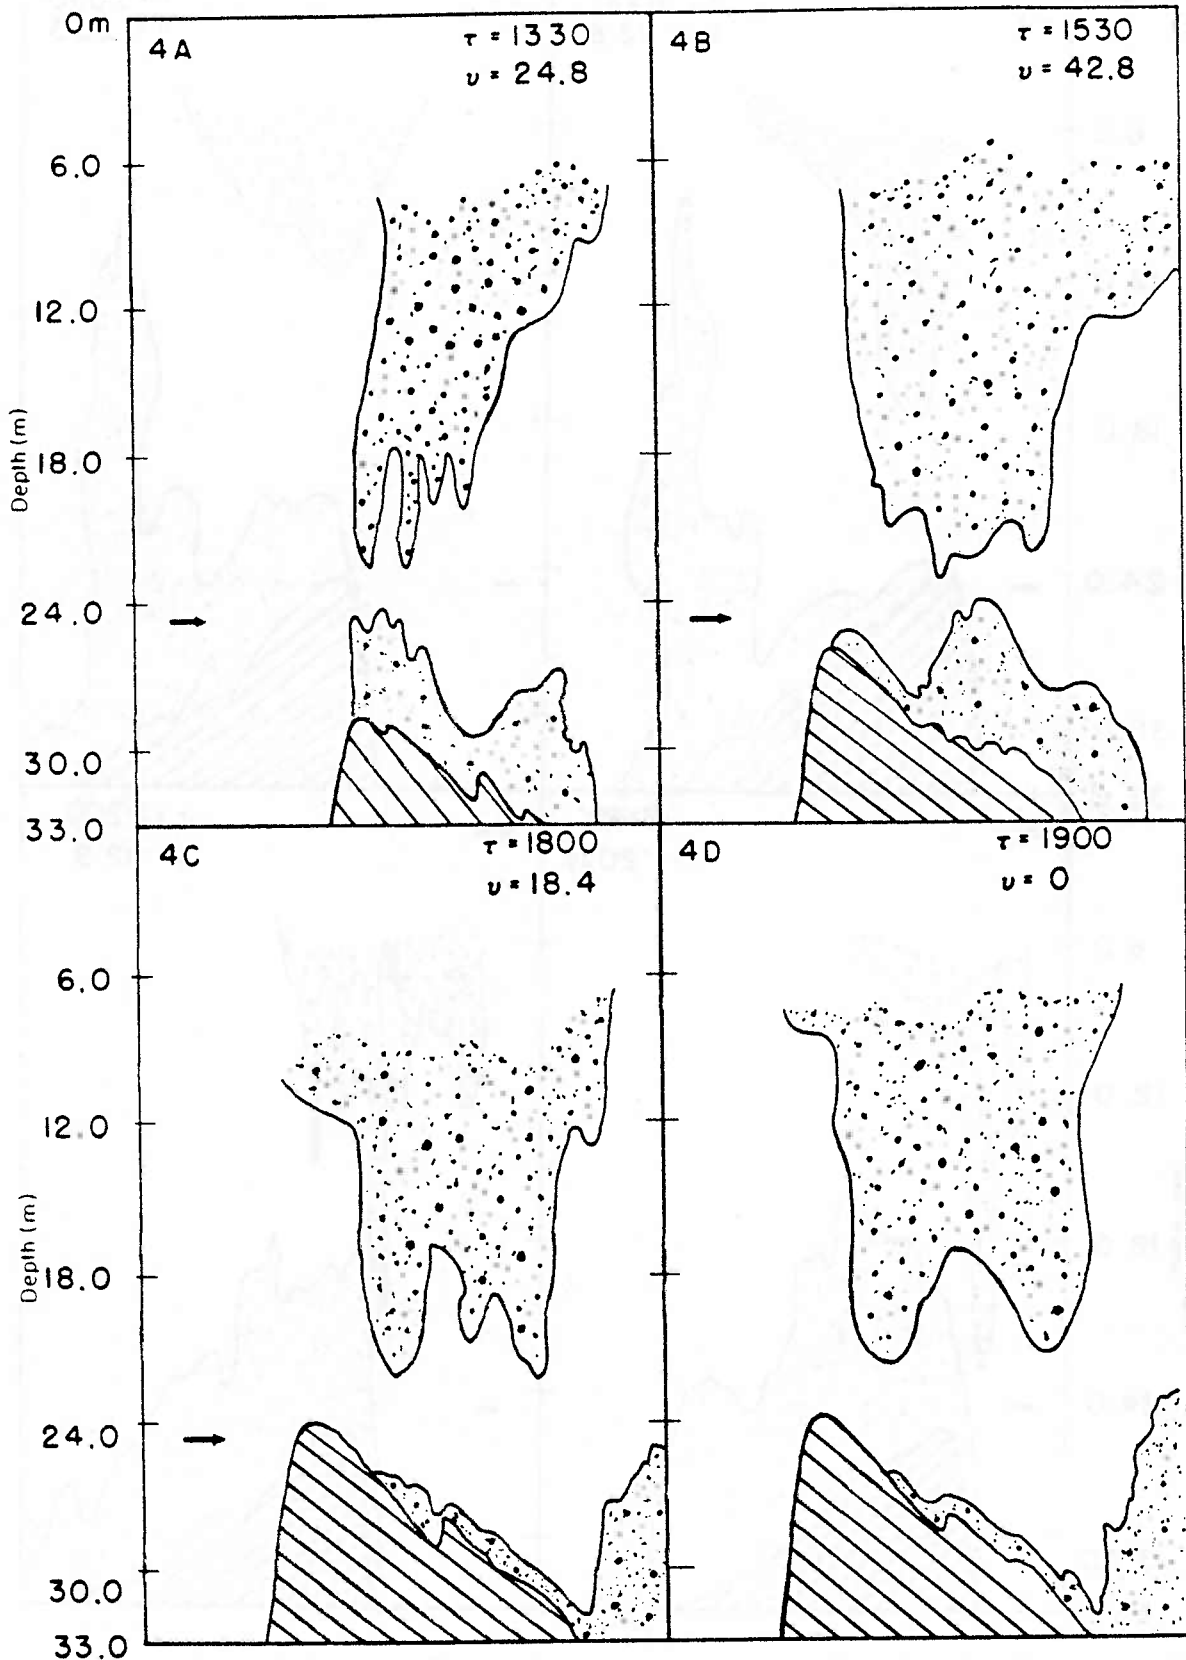 0m
4A
τ = 1330
υ = 24.8
4B
τ = 1530
υ = 42.8
6.0
12.0
18.0
24.0
30.0
33.0
Depth (m)
4C
τ = 1800
υ = 18.4
4D
τ = 1900
υ = 0
6.0
12.0
18.0
24.0
30.0
33.0
Depth (m)